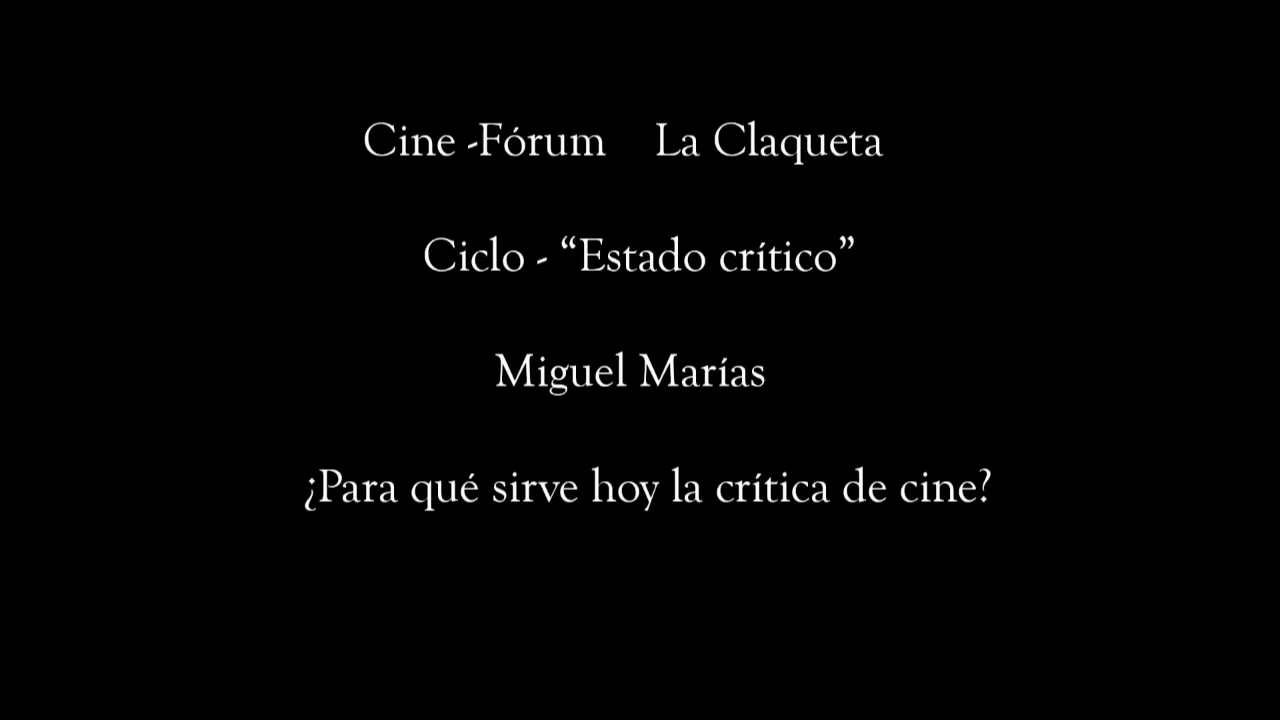 Cine -Fórum La Claqueta
Ciclo - “Estado crítico”
Miguel Marías
¿Para qué sirve hoy la crítica de cine?